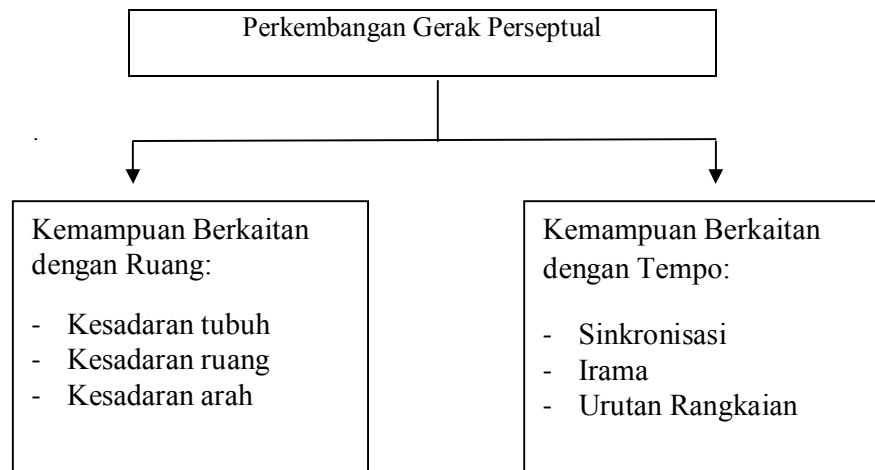 Perkembangan Gerak Perseptual
.
Kemampuan Berkaitan
dengan Ruang:
- Kesadaran tubuh
- Kesadaran ruang
- Kesadaran arah
Kemampuan Berkaitan
dengan Tempo:
- Sinkronisasi
- Irama
- Urutan Rangkaian